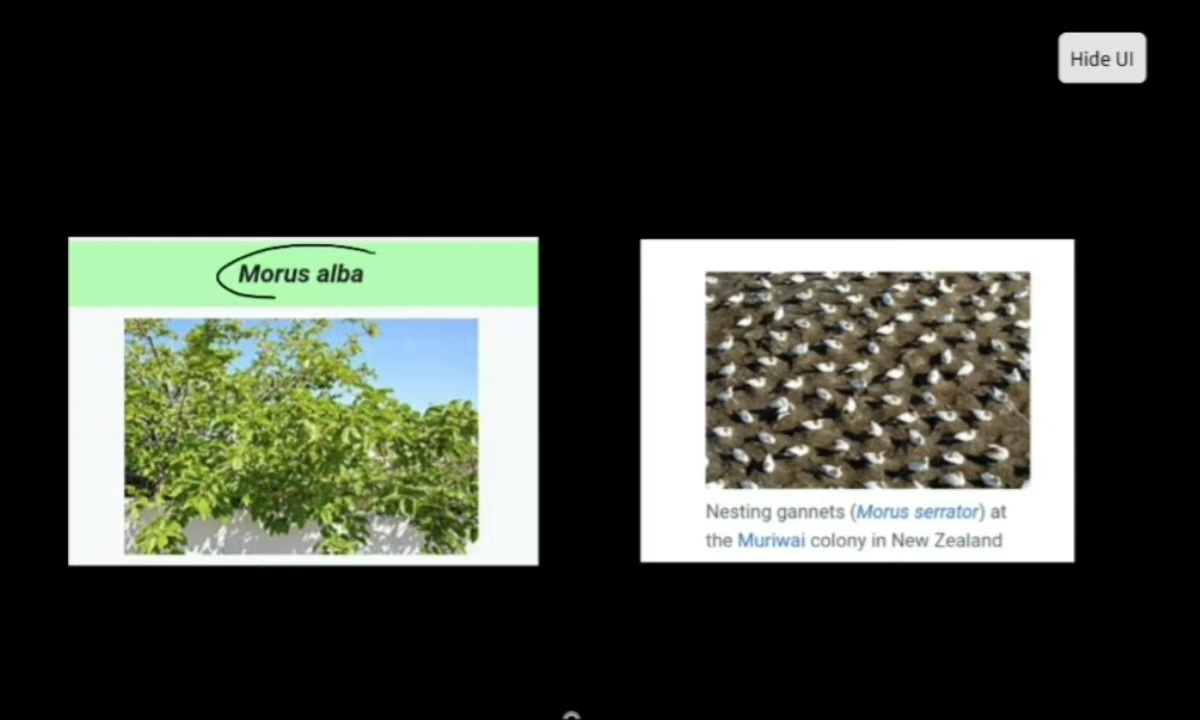 Hide UI
Morus alba
Nesting gannets (Morus serrator) at
the Muriwai colony in New Zealand